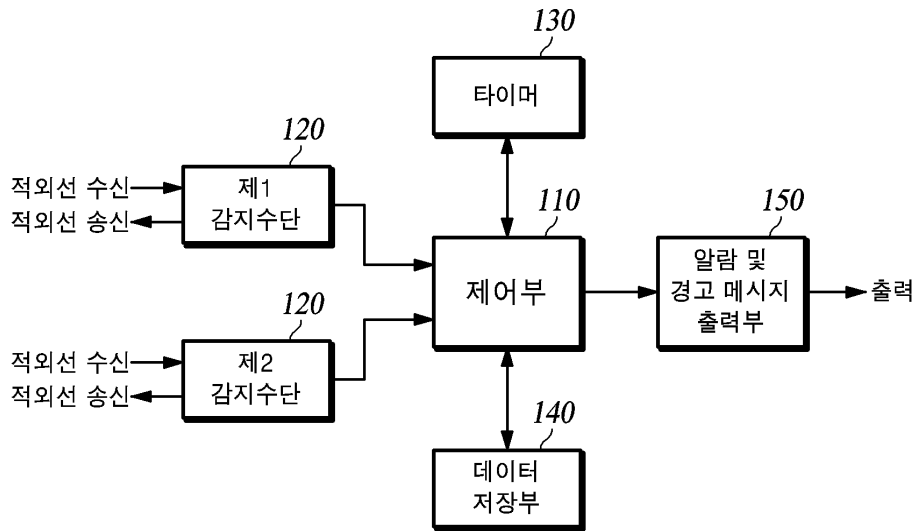 130
타이머
120
적외선 수신
적외선 송신
제1
감지수단
110
제어부
150
알람 및
경고 메시지
출력부
출력
120
적외선 수신
적외선 송신
제2
감지수단
140
데이터
저장부